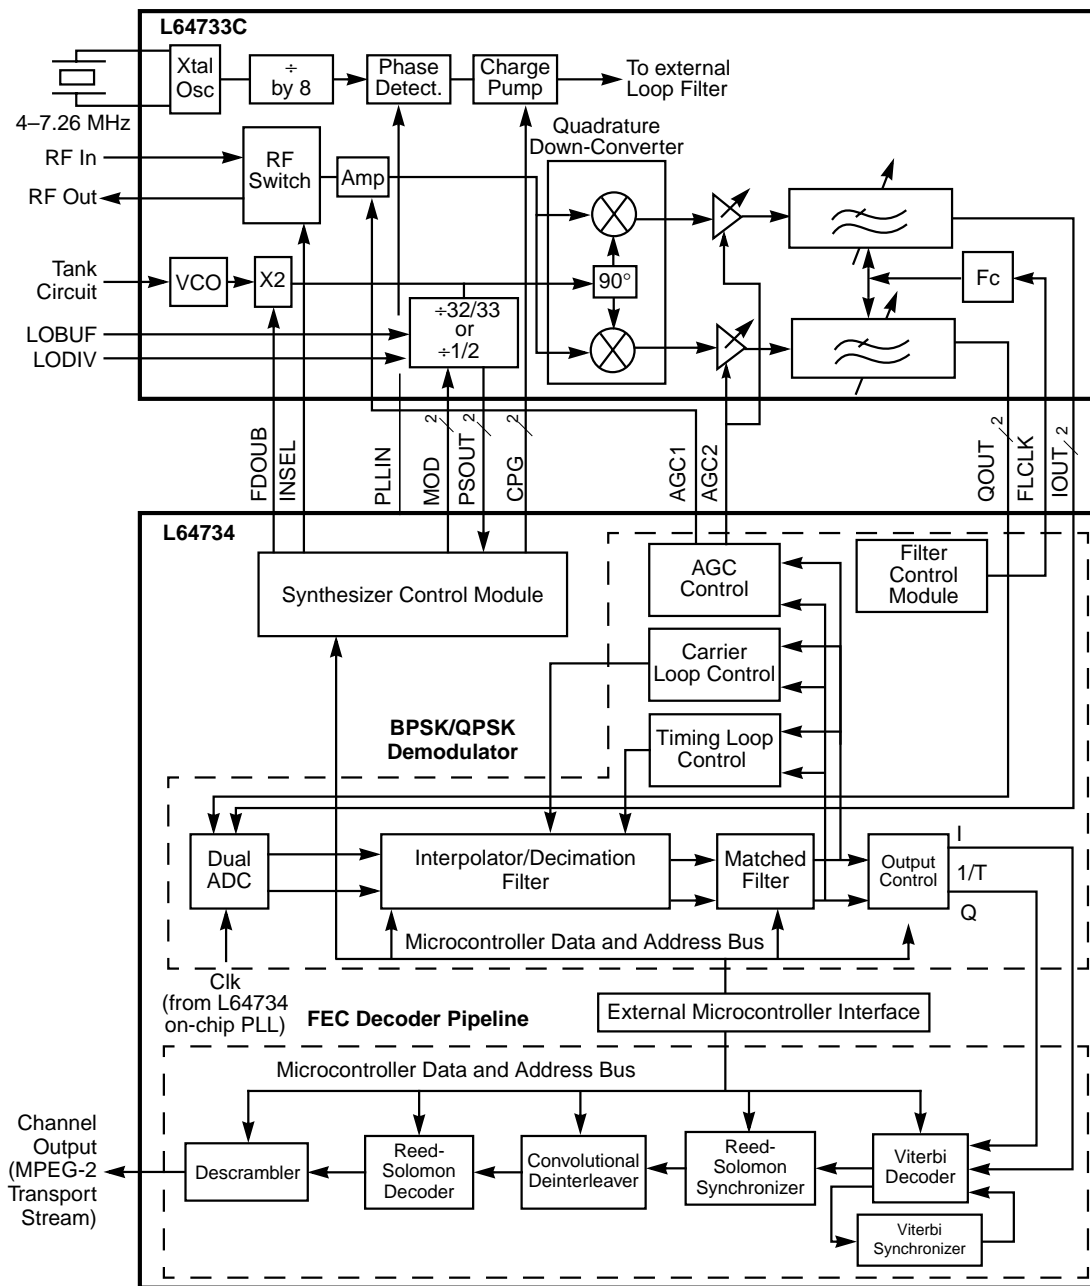 L64733C
Xtal
Osc
÷
by 8
Phase
Detect.
Charge
Pump
To external
Loop Filter
4–7.26 MHz
Quadrature
Down-Converter
RF In
RF
Switch
Amp
RF Out
Tank
Circuit
VCO
X2
90°
Fc
÷32/33
or
÷1/2
LOBUF
LODIV
FDOUB
INSEL
PLLIN
MOD
2
PSOUT
2
CPG
2
AGC1
AGC2
QOUT
2
FLCLK
IOUT
2
L64734
Synthesizer Control Module
AGC
Control
Filter
Control
Module
Carrier
Loop Control
BPSK/QPSK
Demodulator
Timing Loop
Control
Dual
ADC
Interpolator/Decimation
Filter
Matched
Filter
Output
Control
I
1/T
Q
Microcontroller Data and Address Bus
Clk
(from L64734
on-chip PLL)
FEC Decoder Pipeline
External Microcontroller Interface
Microcontroller Data and Address Bus
Channel
Output
(MPEG-2
Transport
Stream)
Descrambler
Reed-
Solomon
Decoder
Convolutional
Deinterleaver
Reed-
Solomon
Synchronizer
Viterbi
Decoder
Viterbi
Synchronizer